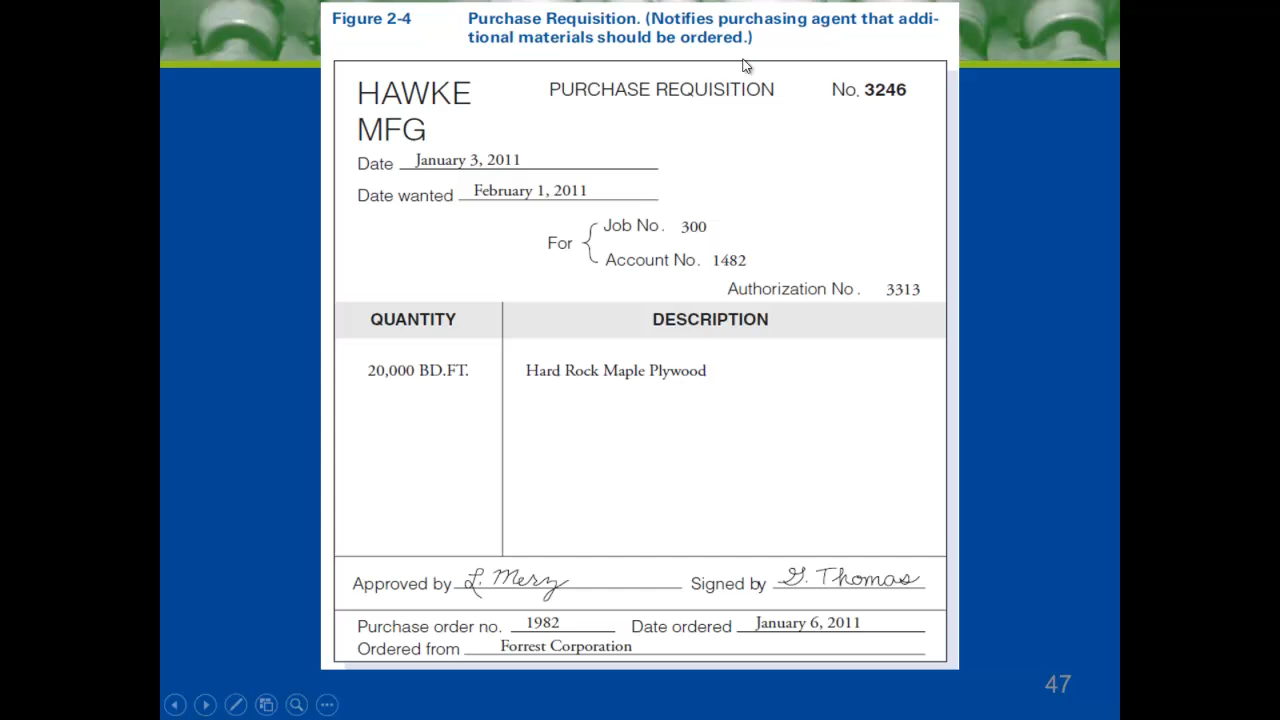 Figure 2-4 Purchase Requisition. (Notifies purchasing agent that addi-
tional materials should be ordered.)
HAWKE PURCHASE REQUISITION No. 3246
MFG
Date January 3, 2011
Date wanted February 1, 2011
Job No. 300
For
Account No. 1482
Authorization No. 3313
QUANTITY DESCRIPTION
20,000 BD.FT. Hard Rock Maple Plywood
Approved by L. Merz Signed by G. Thomas
Purchase order no. 1982 Date ordered January 6, 2011
Ordered from Forrest Corporation
47